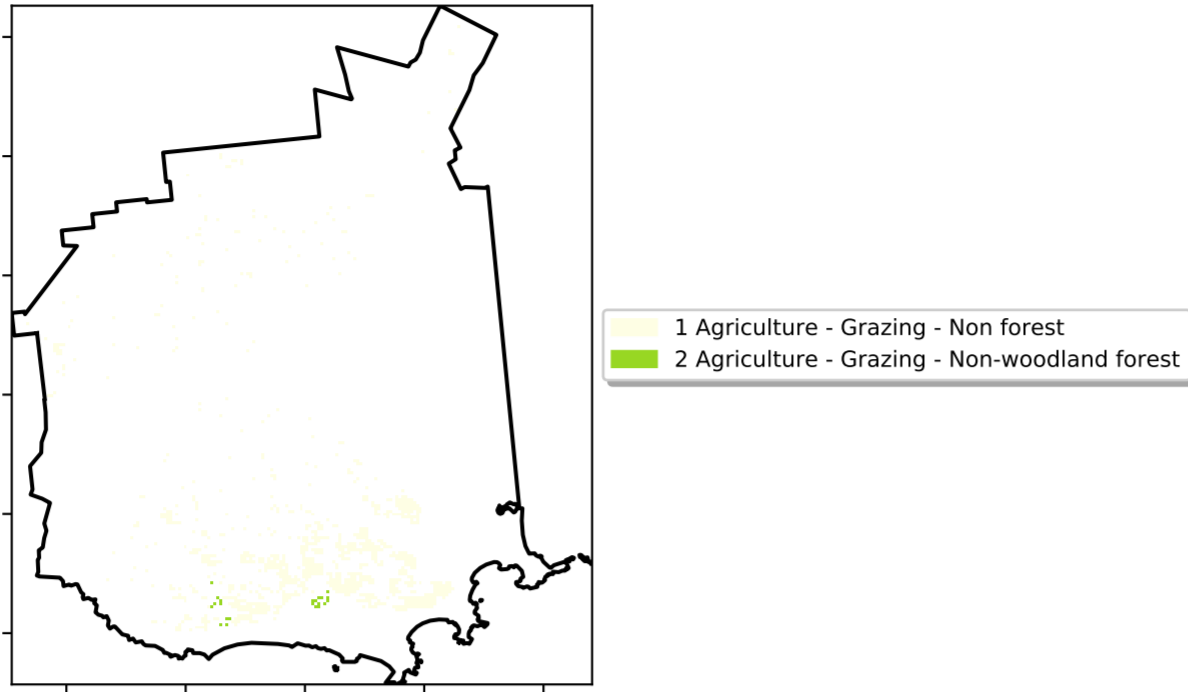 1 Agriculture - Grazing - Non forest
2 Agriculture - Grazing - Non-woodland forest